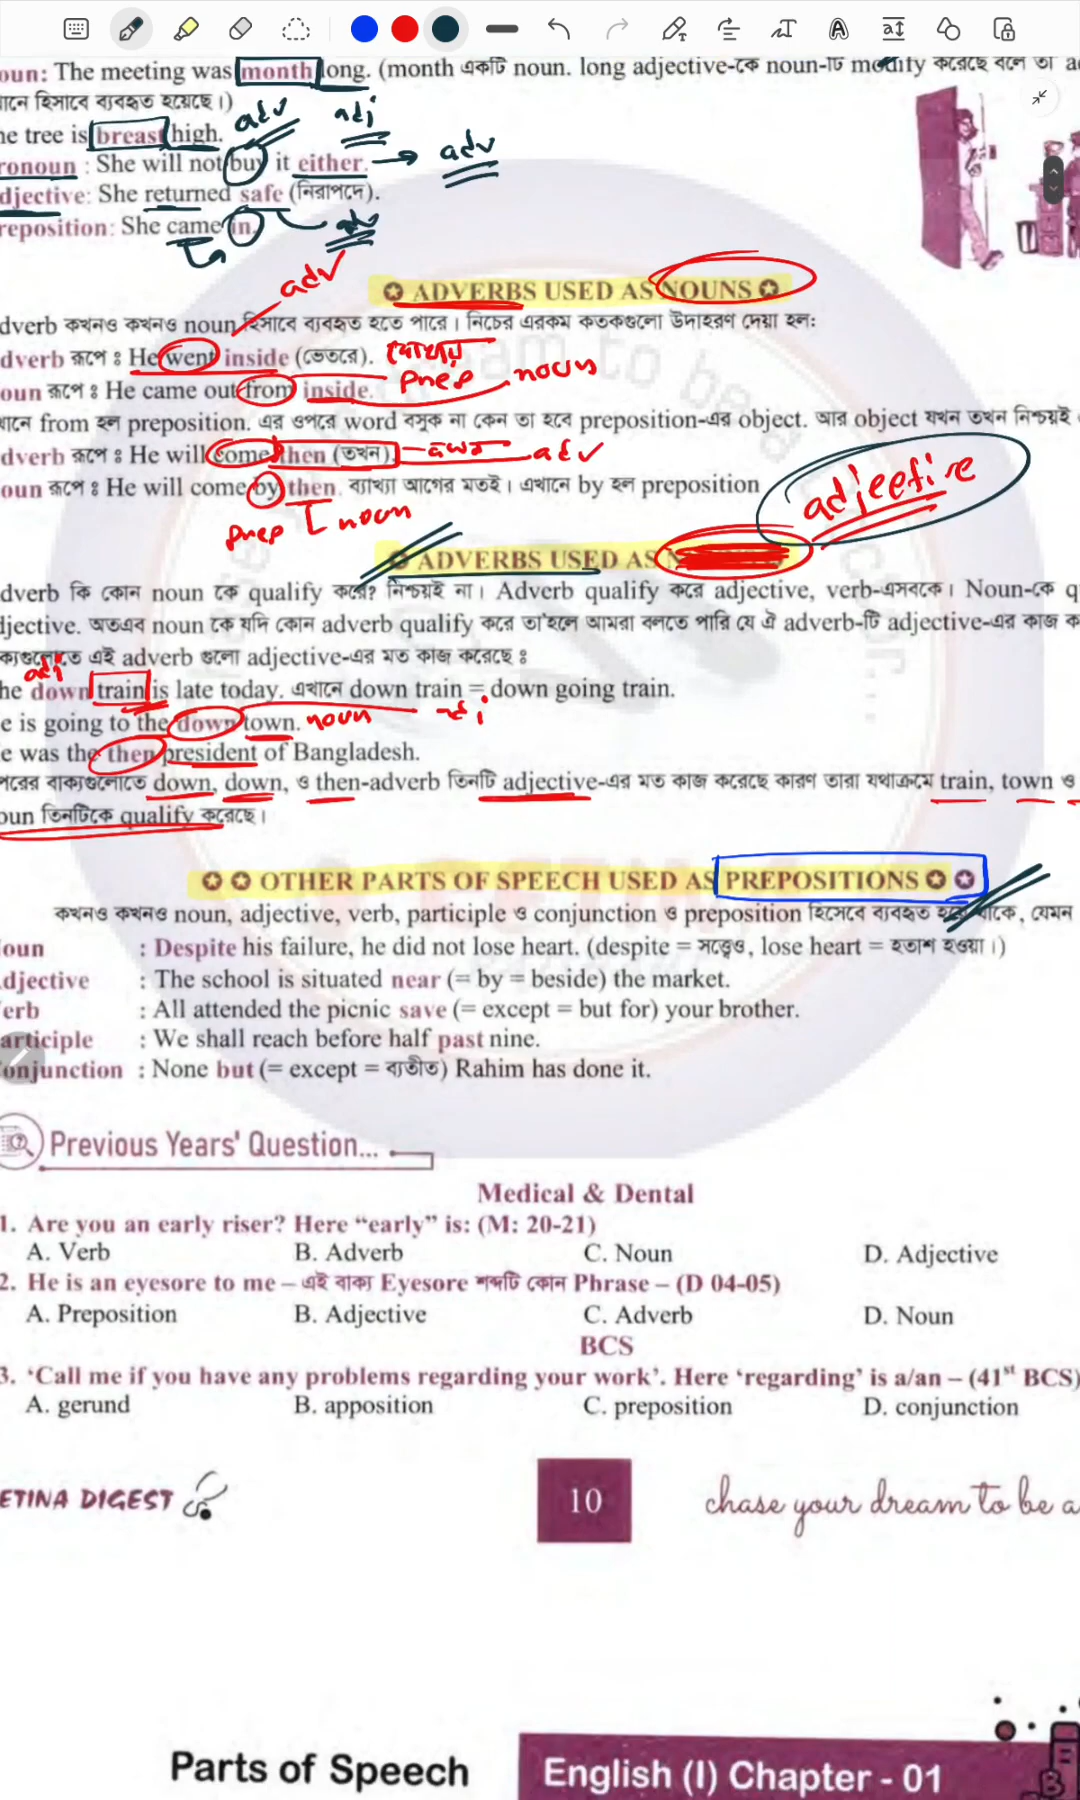 oun: The meeting was month long. (month একটি noun. long adjective-কে noun-টি modify করেছে বলে তা a
ানে হিসাবে ব্যবহৃত হয়েছে।)
adv adj
he tree is breast high.
ronoun : She will not buy it either. → adv
djective: She returned safe (নিরাপদে).
reposition: She came in. adv
adv
ADVERBS USED AS NOUNS
dverb কখনও কখনও noun হিসাবে ব্যবহৃত হতে পারে। নিচের এরকম কতকগুলো উদাহরণ দেয়া হল:
dverb রূপে : He went inside (ভেতরে). কোথায়
prep noun
oun রূপে : He came out from inside.
খানে from হল preposition. এর ওপরে word বসুক না কেন তা হবে preposition-এর object. আর object যখন তখন নিশ্চয়ই
dverb রূপে : He will come then (তখন). কখন adv
oun রূপে : He will come by then. ব্যাখ্যা আগের মতই। এখানে by হল preposition
adjective
prep noun
ADVERBS USED AS N
dverb কি কোন noun কে qualify করে? নিশ্চয়ই না। Adverb qualify করে adjective, verb-এসবকে। Noun-কে q
djective. অতএব noun কে যদি কোন adverb qualify করে তা'হলে আমরা বলতে পারি যে ঐ adverb-টি adjective-এর কাজ ক
ক্যগুলোতে এই adverb গুলো adjective-এর মত কাজ করেছে :
adj
he down train is late today. এখানে down train = down going train.
e is going to the down town. noun adj
e was the then president of Bangladesh.
পরের বাক্যগুলোতে down, down, ও then-adverb তিনটি adjective-এর মত কাজ করেছে কারণ তারা যথাক্রমে train, town ও
oun তিনটিকে qualify করেছে।
OTHER PARTS OF SPEECH USED AS PREPOSITIONS
কখনও কখনও noun, adjective, verb, participle ও conjunction ও preposition হিসেবে ব্যবহৃত হয়ে থাকে, যেমন
oun : Despite his failure, he did not lose heart. (despite = সত্ত্বেও, lose heart = হতাশ হওয়া।)
djective : The school is situated near (= by = beside) the market.
erb : All attended the picnic save (= except = but for) your brother.
articiple : We shall reach before half past nine.
onjunction : None but (= except = ব্যতীত) Rahim has done it.
Previous Years' Question...
Medical & Dental
1. Are you an early riser? Here “early” is: (M: 20-21)
A. Verb B. Adverb C. Noun D. Adjective
2. He is an eyesore to me – এই বাক্য Eyesore শব্দটি কোন Phrase – (D 04-05)
A. Preposition B. Adjective C. Adverb D. Noun
BCS
3. ‘Call me if you have any problems regarding your work’. Here ‘regarding’ is a/an – (41st BCS)
A. gerund B. apposition C. preposition D. conjunction
ETINA DIGEST
10
chase your dream to be a
Parts of Speech
English (I) Chapter - 01